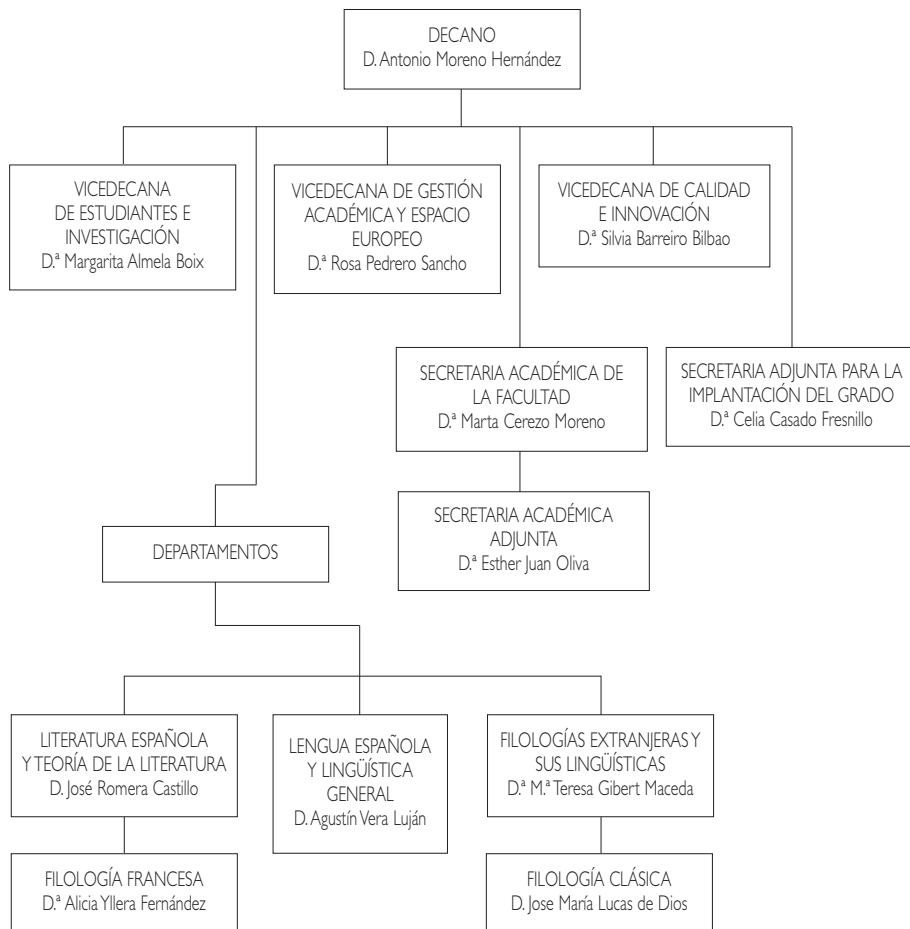 DECANO
D. Antonio Moreno Hernández
VICEDECANA
DE ESTUDIANTES E
INVESTIGACIÓN
D.ª Margarita Almela Boix
VICEDECANA DE GESTIÓN
ACADÉMICA Y ESPACIO
EUROPEO
D.ª Rosa Pedrero Sancho
VICEDECANA DE CALIDAD
E INNOVACIÓN
D.ª Silvia Barreiro Bilbao
SECRETARIA ACADÉMICA DE
LA FACULTAD
D.ª Marta Cerezo Moreno
SECRETARIA ADJUNTA PARA LA
IMPLANTACIÓN DEL GRADO
D.ª Celia Casado Fresnillo
SECRETARIA ACADÉMICA
ADJUNTA
D.ª Esther Juan Oliva
DEPARTAMENTOS
LITERATURA ESPAÑOLA
Y TEORÍA DE LA LITERATURA
D. José Romera Castillo
LENGUA ESPAÑOLA
Y LINGÜÍSTICA
GENERAL
D. Agustín Vera Luján
FILOLOGÍAS EXTRANJERAS Y
SUS LINGÜÍSTICAS
D.ª M.ª Teresa Gibert Maceda
FILOLOGÍA FRANCESA
D.ª Alicia Yllera Fernández
FILOLOGÍA CLÁSICA
D. Jose María Lucas de Dios